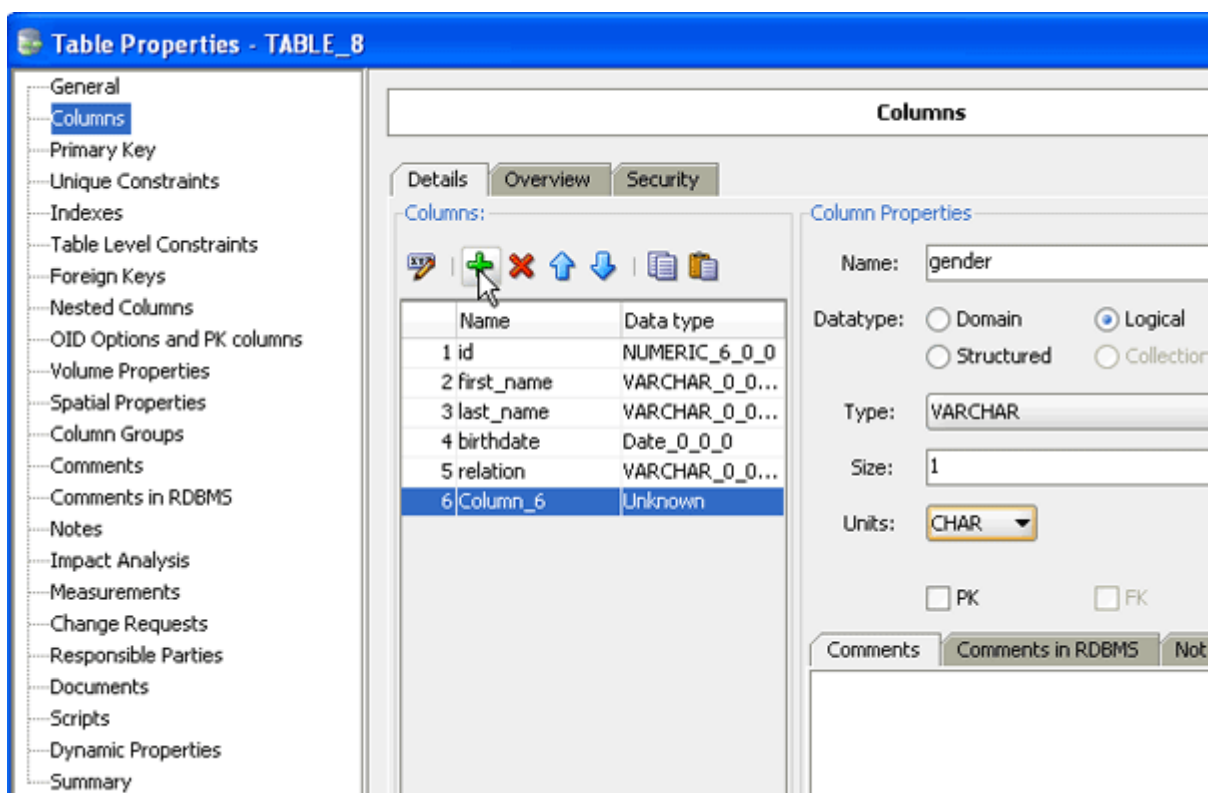 Table Properties - TABLE_8
General
Columns
Primary Key
Unique Constraints
Indexes
Table Level Constraints
Foreign Keys
Nested Columns
OID Options and PK columns
Volume Properties
Spatial Properties
Column Groups
Comments
Comments in RDBMS
Notes
Impact Analysis
Measurements
Change Requests
Responsible Parties
Documents
Scripts
Dynamic Properties
Summary
Columns
Details Overview Security
Columns:
Name Data type
1 id NUMERIC_6_0_0
2 first_name VARCHAR_0_0...
3 last_name VARCHAR_0_0...
4 birthdate Date_0_0_0
5 relation VARCHAR_0_0...
6 Column_6 Unknown
Column Properties
Name: gender
Datatype: Domain Logical
Structured Collection
Type: VARCHAR
Size: 1
Units: CHAR
PK FK
Comments Comments in RDBMS Not